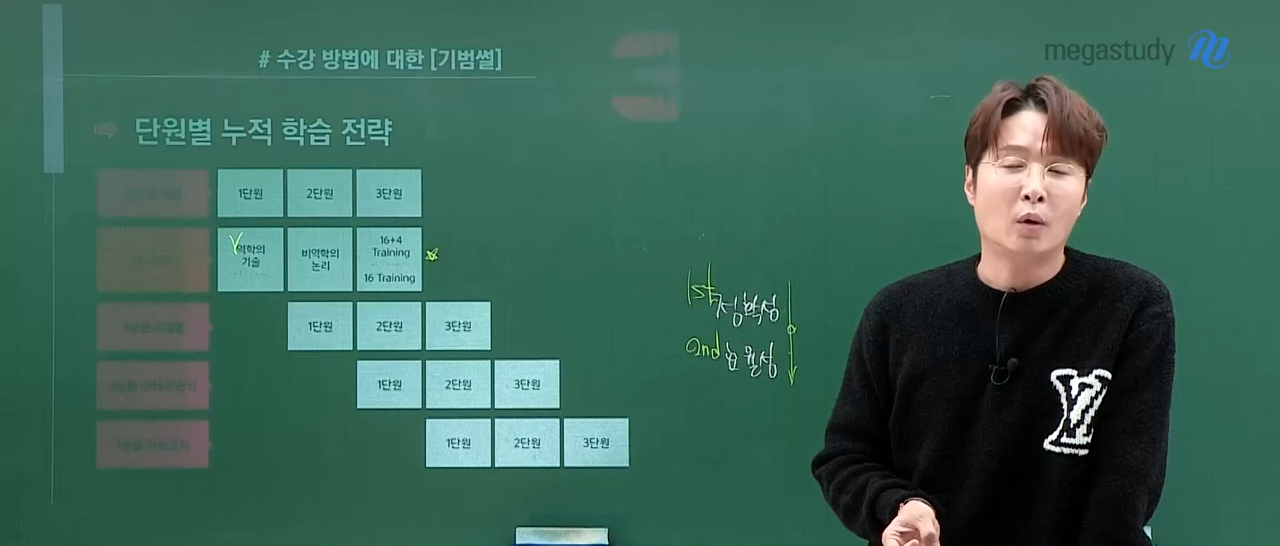 # 수강 방법에 대한 [기범썰]
megastudy
단원별 누적 학습 전략
1단원 2단원 3단원
역학의
기술
비역학의
논리
16+4
Training
16 Training
1단원 2단원 3단원
1단원 2단원 3단원
1단원 2단원 3단원
1st 정확성
2nd 효율성